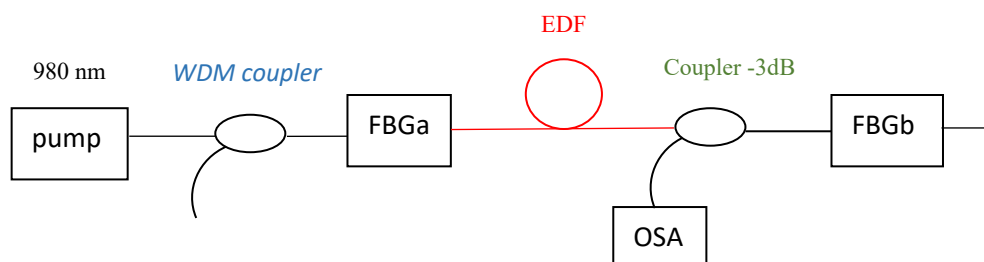 EDF
980 nm
WDM coupler
Coupler -3dB
pump
FBGa
FBGb
OSA